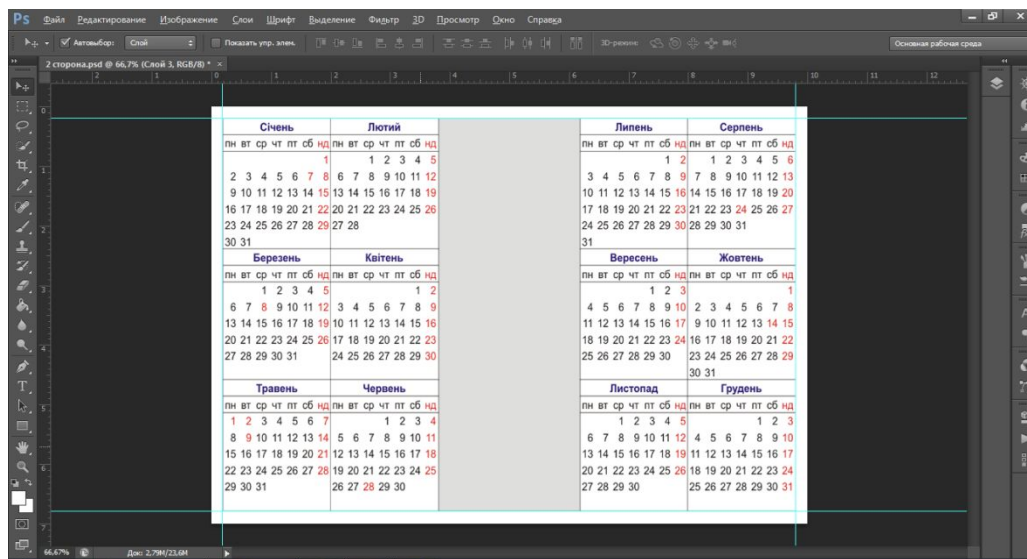 Ps Файл Редактирование Изображение Слои Шрифт Выделение Фильтр 3D Просмотр Окно Справка
Автовыбор: Слой Показать упр. элем. 3D-режим: Основная рабочая среда
2 сторона.psd @ 66,7% (Слой 3, RGB/8) * ×
2 1 0 1 2 3 4 5 6 7 8 9 10 11 12
Січень Лютий
пн вт ср чт пт сб нд пн вт ср чт пт сб нд
1 1 2 3 4 5
2 3 4 5 6 7 8 6 7 8 9 10 11 12
9 10 11 12 13 14 15 13 14 15 16 17 18 19
16 17 18 19 20 21 22 20 21 22 23 24 25 26
23 24 25 26 27 28 29 27 28
30 31
Березень Квітень
пн вт ср чт пт сб нд пн вт ср чт пт сб нд
1 2 3 4 5 1 2
6 7 8 9 10 11 12 3 4 5 6 7 8 9
13 14 15 16 17 18 19 10 11 12 13 14 15 16
20 21 22 23 24 25 26 17 18 19 20 21 22 23
27 28 29 30 31 24 25 26 27 28 29 30
Травень Червень
пн вт ср чт пт сб нд пн вт ср чт пт сб нд
1 2 3 4 5 6 7 1 2 3 4
8 9 10 11 12 13 14 5 6 7 8 9 10 11
15 16 17 18 19 20 21 12 13 14 15 16 17 18
22 23 24 25 26 27 28 19 20 21 22 23 24 25
29 30 31 26 27 28 29 30
Липень Серпень
пн вт ср чт пт сб нд пн вт ср чт пт сб нд
1 2 1 2 3 4 5 6
3 4 5 6 7 8 9 7 8 9 10 11 12 13
10 11 12 13 14 15 16 14 15 16 17 18 19 20
17 18 19 20 21 22 23 21 22 23 24 25 26 27
24 25 26 27 28 29 30 28 29 30 31
31
Вересень Жовтень
пн вт ср чт пт сб нд пн вт ср чт пт сб нд
1 2 3 1
4 5 6 7 8 9 10 2 3 4 5 6 7 8
11 12 13 14 15 16 17 9 10 11 12 13 14 15
18 19 20 21 22 23 24 16 17 18 19 20 21 22
25 26 27 28 29 30 23 24 25 26 27 28 29
30 31
Листопад Грудень
пн вт ср чт пт сб нд пн вт ср чт пт сб нд
1 2 3 4 5 1 2 3
6 7 8 9 10 11 12 4 5 6 7 8 9 10
13 14 15 16 17 18 19 11 12 13 14 15 16 17
20 21 22 23 24 25 26 18 19 20 21 22 23 24
27 28 29 30 25 26 27 28 29 30 31
0
1
2
3
4
5
6
7
66,67% Док: 2,79M/23,6M